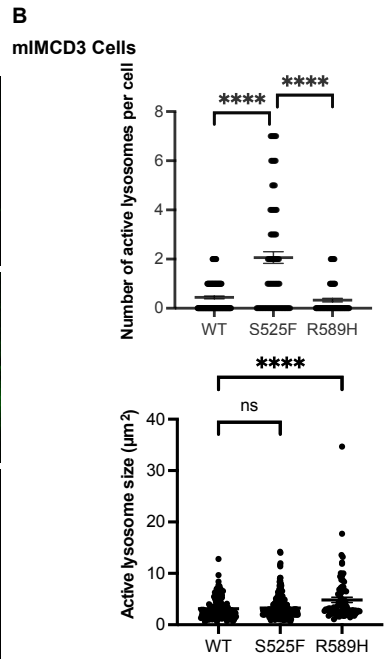 B
mIMCD3 Cells
Number of active lysosomes per cell
**** ****
8
6
4
2
0
WT S525F R589H
Active lysosome size (µm²)
****
ns
40
30
20
10
0
WT S525F R589H